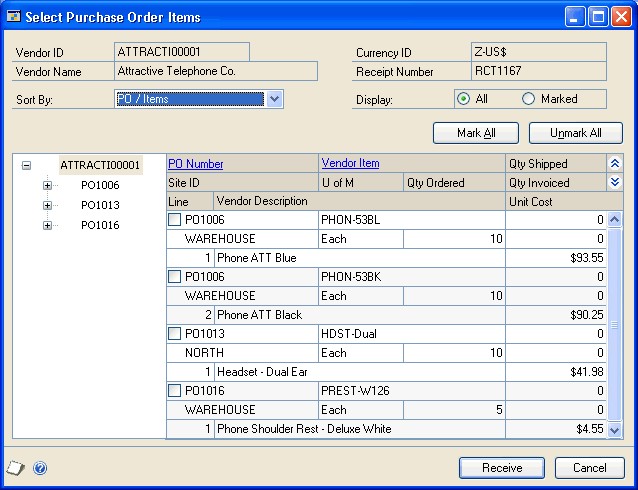 Select Purchase Order Items
Vendor ID ATTRACTI00001 Currency ID Z-US$
Vendor Name Attractive Telephone Co. Receipt Number RCT1167
Sort By: PO / Items Display: All Marked
Mark All Unmark All
ATTRACTI00001
PO1006
PO1013
PO1016
PO Number Vendor Item Qty Shipped
Site ID U of M Qty Ordered Qty Invoiced
Line Vendor Description Unit Cost
PO1006 PHON-53BL 0
WAREHOUSE Each 10 0
1 Phone ATT Blue $93.55
PO1006 PHON-53BK 0
WAREHOUSE Each 10 0
2 Phone ATT Black $90.25
PO1013 HDST-Dual 0
NORTH Each 10 0
1 Headset - Dual Ear $41.98
PO1016 PREST-W126 0
WAREHOUSE Each 5 0
1 Phone Shoulder Rest - Deluxe White $4.55
Receive Cancel